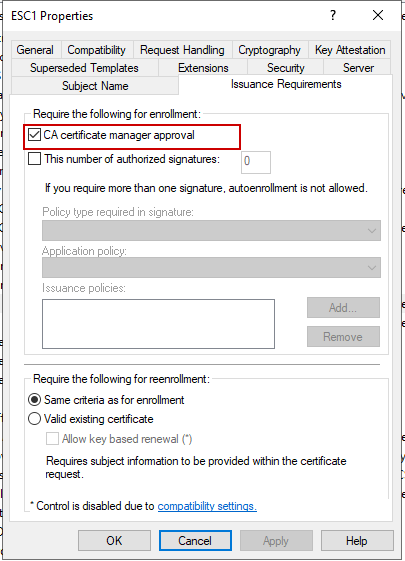 ESC1 Properties
General Compatibility Request Handling Cryptography Key Attestation
Superseded Templates Extensions Security Server
Subject Name Issuance Requirements
Require the following for enrollment:
CA certificate manager approval
This number of authorized signatures: 0
If you require more than one signature, autoenrollment is not allowed.
Policy type required in signature:
Application policy:
Issuance policies:
Add...
Remove
Require the following for reenrollment:
Same criteria as for enrollment
Valid existing certificate
Allow key based renewal (*)
Requires subject information to be provided within the certificate
request.
* Control is disabled due to compatibility settings.
OK Cancel Apply Help